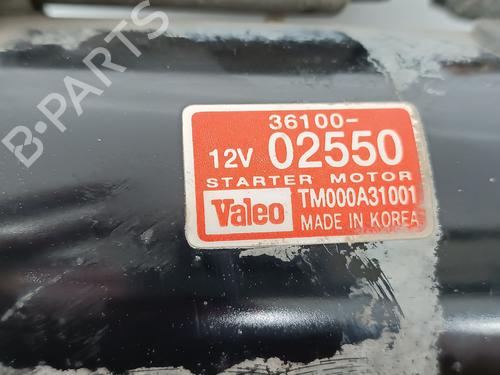 B-PARTS
36100-
12V 02550
STARTER MOTOR
Valeo TM000A31001
MADE IN KOREA